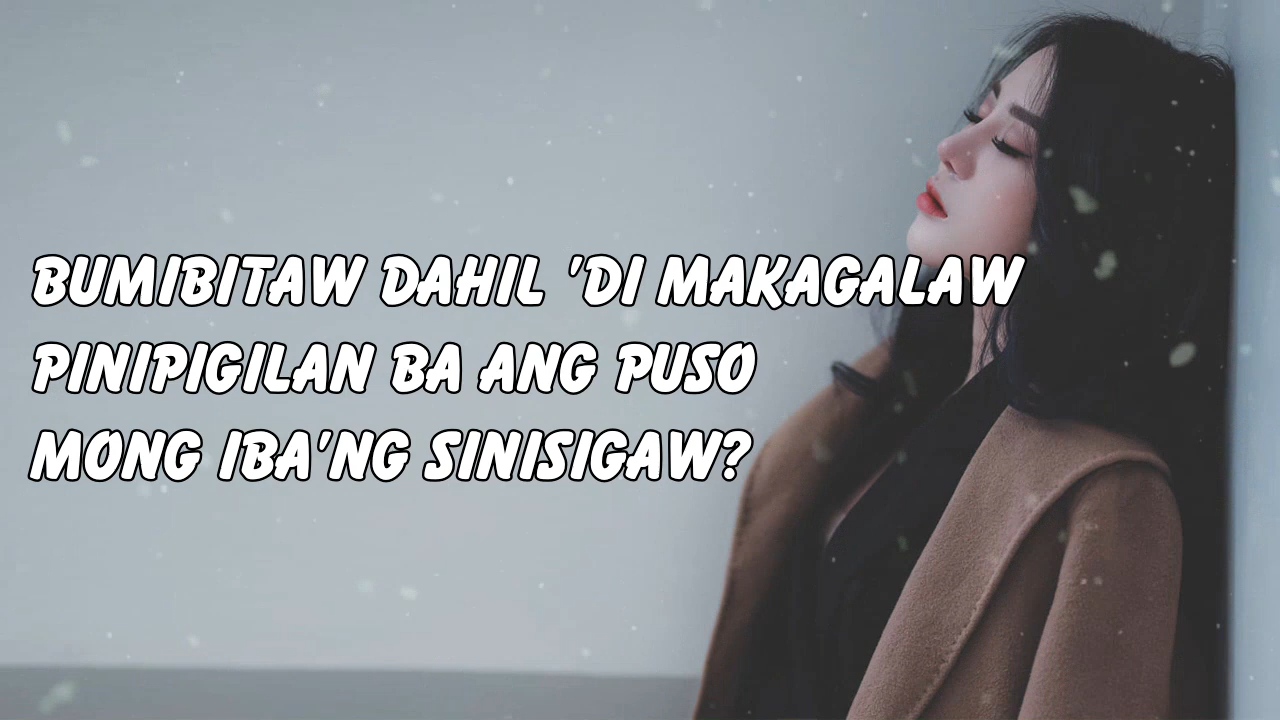 BUMIBITAW DAHIL 'DI MAKAGALAW
PINIPIGILAN BA ANG PUSO
MONG IBA'NG SINISIGAW?